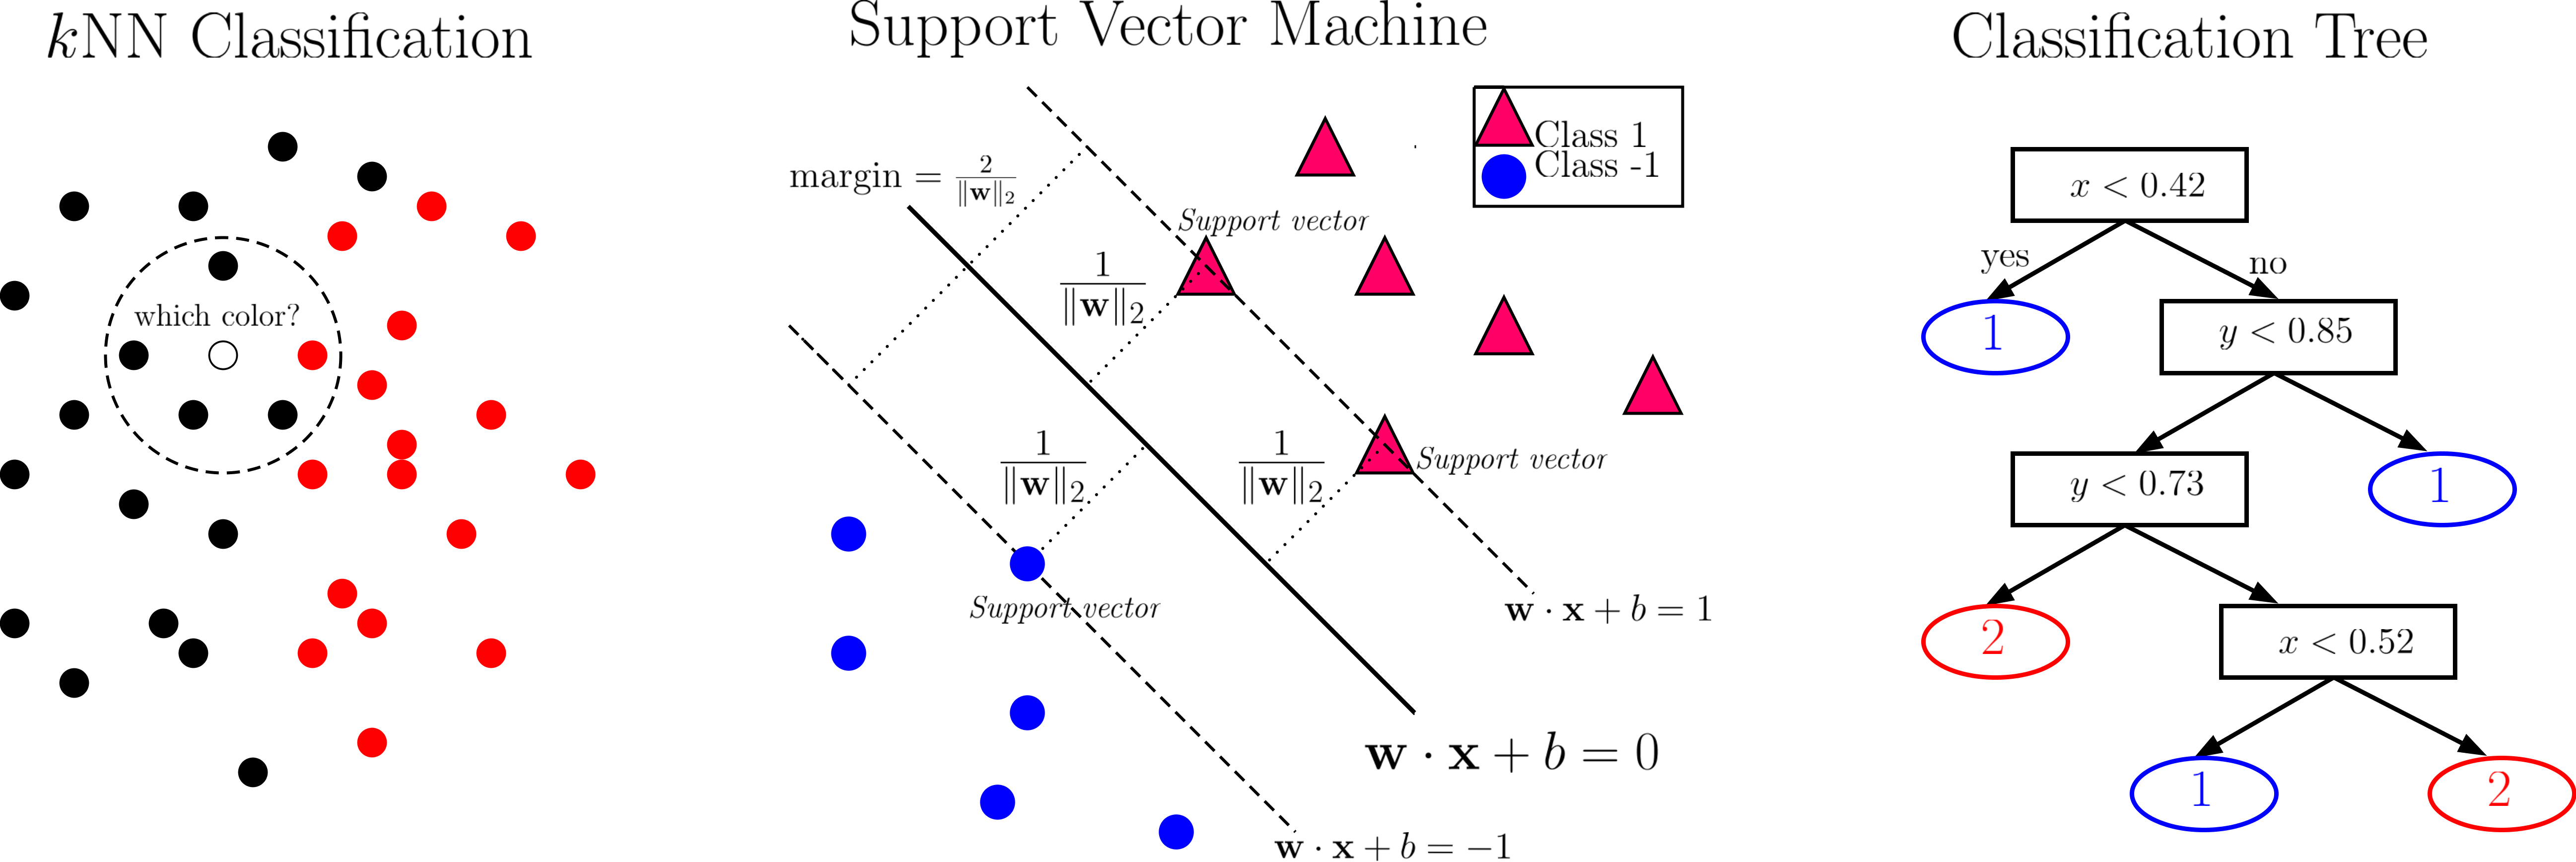 kNN Classification
which color?
Support Vector Machine
margin = 2/‖w‖₂
Class 1
Class -1
Support vector
1/‖w‖₂
Support vector
1/‖w‖₂
1/‖w‖₂
Support vector
w · x + b = 1
w · x + b = 0
w · x + b = −1
Classification Tree
x < 0.42
yes
no
1
y < 0.85
y < 0.73
1
2
x < 0.52
1
2